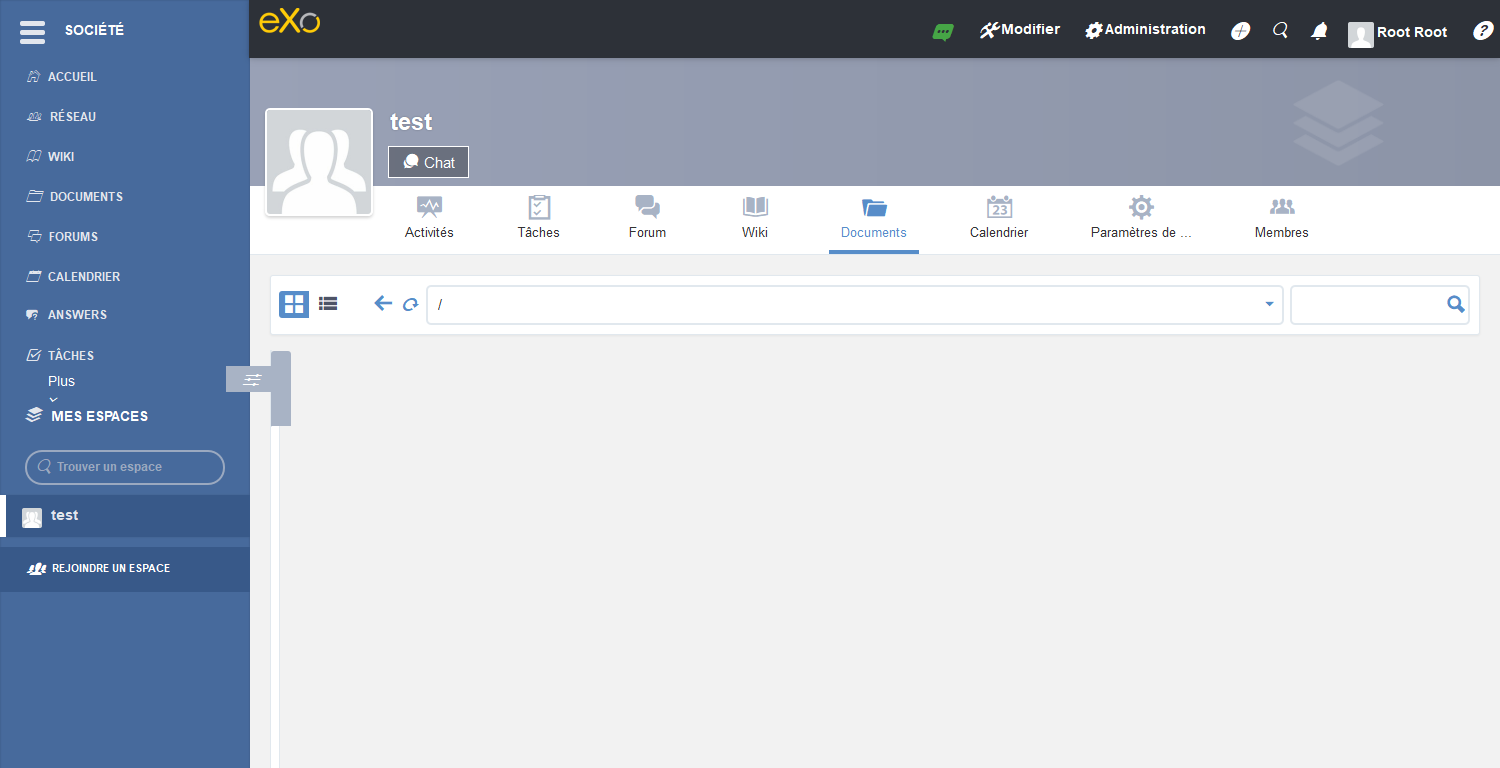 SOCIÉTÉ
eXo
Modifier
Administration
Root Root
?
ACCUEIL
RÉSEAU
WIKI
DOCUMENTS
FORUMS
CALENDRIER
ANSWERS
TÂCHES
Plus
MES ESPACES
Trouver un espace
test
REJOINDRE UN ESPACE
test
Chat
Activités
Tâches
Forum
Wiki
Documents
23
Calendrier
Paramètres de ...
Membres
/